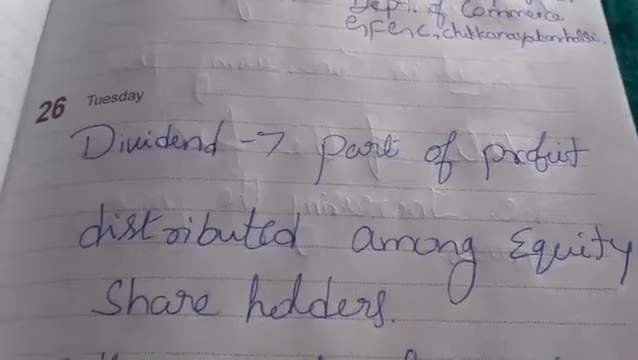 Dept. of Commerce
26 Tuesday
Dividend -> part of profit
distributed among Equity
Share holders.